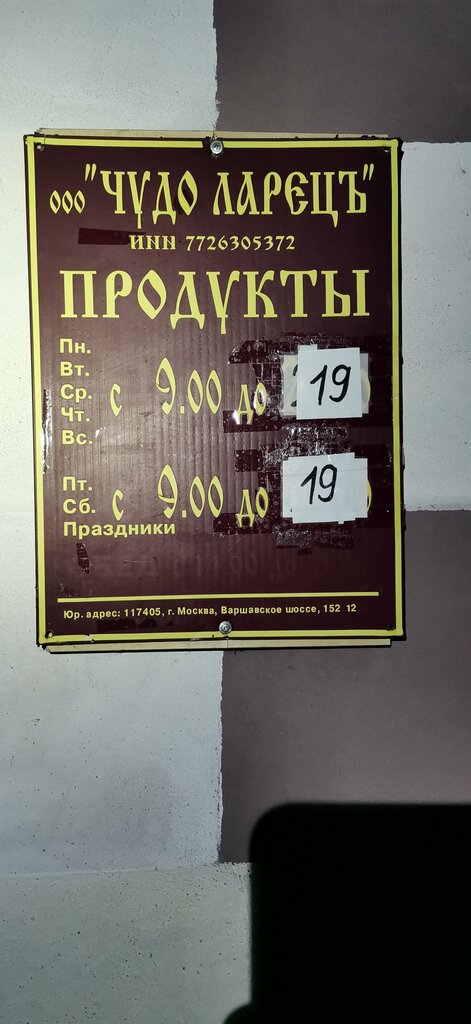 ООО "ЧУДО ЛАРЕЦЪ"
ИНН 7726305372
ПРОДУКТЫ
Пн.
Вт.
Ср.
Чт.
Вс.
с 9.00 до 19
Пт.
Сб.
Праздники
с 9.00 до 19
Юр. адрес: 117405, г. Москва, Варшавское шоссе, 152 12